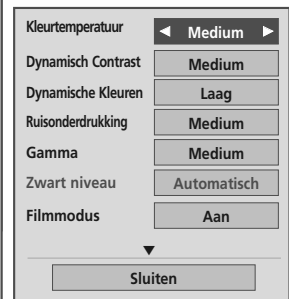 Kleurtemperatuur Medium
Dynamisch Contrast Medium
Dynamische Kleuren Laag
Ruisonderdrukking Medium
Gamma Medium
Zwart niveau Automatisch
Filmmodus Aan
Sluiten